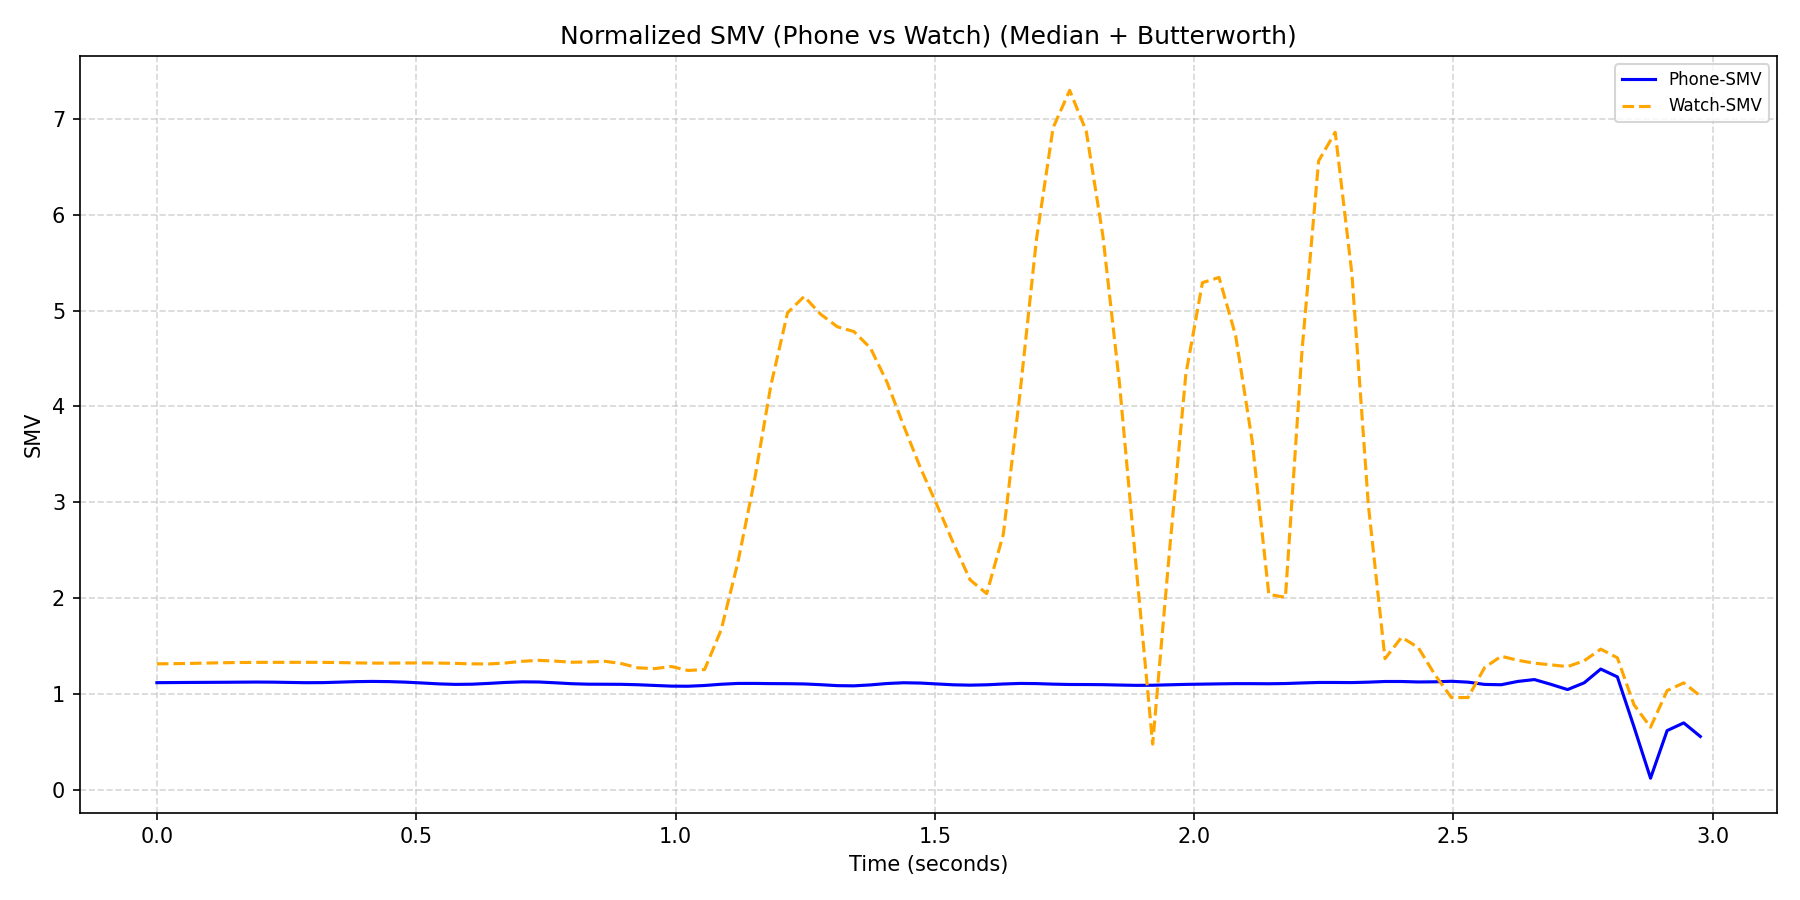 Normalized SMV (Phone vs Watch) (Median + Butterworth)
Phone-SMV
Watch-SMV
SMV
7
6
5
4
3
2
1
0
0.0 0.5 1.0 1.5 2.0 2.5 3.0
Time (seconds)